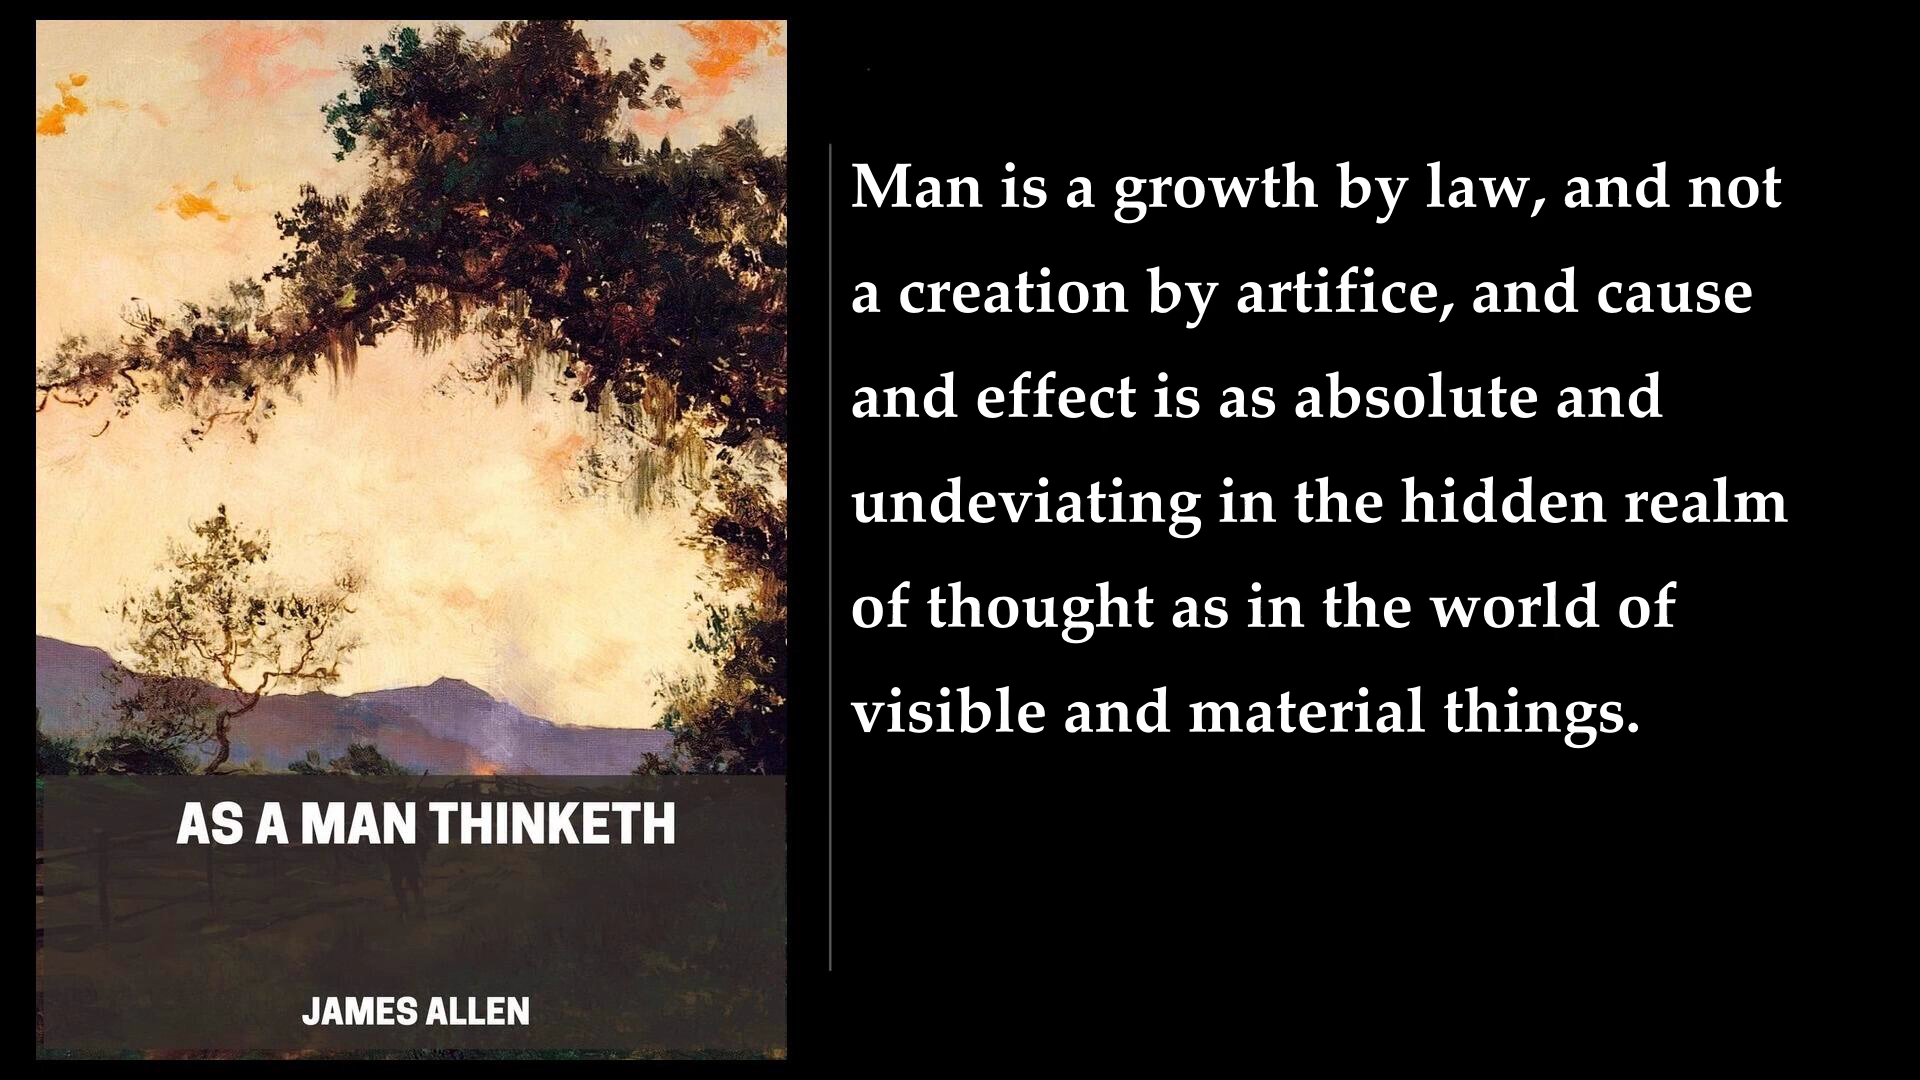 AS A MAN THINKETH
JAMES ALLEN
Man is a growth by law, and not
a creation by artifice, and cause
and effect is as absolute and
undeviating in the hidden realm
of thought as in the world of
visible and material things.